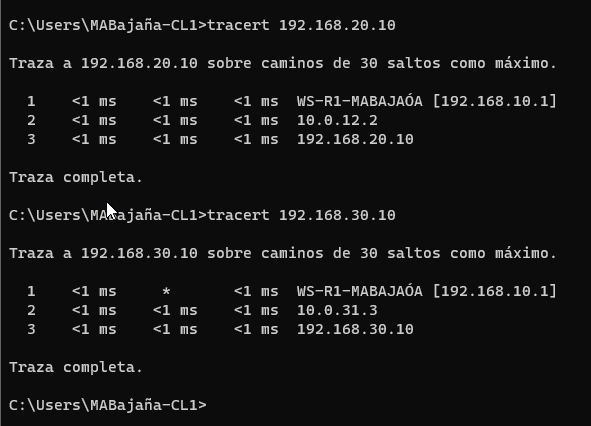 C:\Users\MABajaña-CL1>tracert 192.168.20.10
Traza a 192.168.20.10 sobre caminos de 30 saltos como máximo.
1 <1 ms <1 ms <1 ms WS-R1-MABAJAÓA [192.168.10.1]
2 <1 ms <1 ms <1 ms 10.0.12.2
3 <1 ms <1 ms <1 ms 192.168.20.10
Traza completa.
C:\Users\MABajaña-CL1>tracert 192.168.30.10
Traza a 192.168.30.10 sobre caminos de 30 saltos como máximo.
1 <1 ms * <1 ms WS-R1-MABAJAÓA [192.168.10.1]
2 <1 ms <1 ms <1 ms 10.0.31.3
3 <1 ms <1 ms <1 ms 192.168.30.10
Traza completa.
C:\Users\MABajaña-CL1>